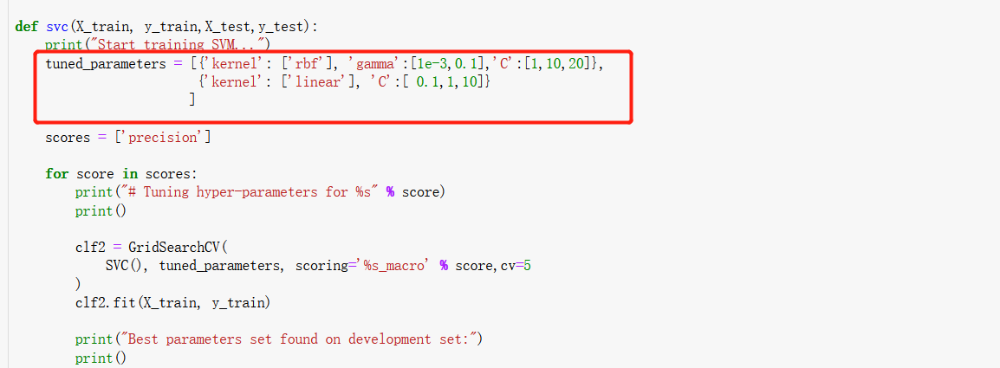 def svc(X_train, y_train,X_test,y_test):
    print("Start training SVM...")
    tuned_parameters = [{'kernel': ['rbf'], 'gamma':[1e-3,0.1],'C':[1,10,20]},
                        {'kernel': ['linear'], 'C':[ 0.1,1,10]}
                       ]
    scores = ['precision']
    for score in scores:
        print("# Tuning hyper-parameters for %s" % score)
        print()
        clf2 = GridSearchCV(
            SVC(), tuned_parameters, scoring='%s_macro' % score,cv=5
        )
        clf2.fit(X_train, y_train)
        print("Best parameters set found on development set:")
        print()